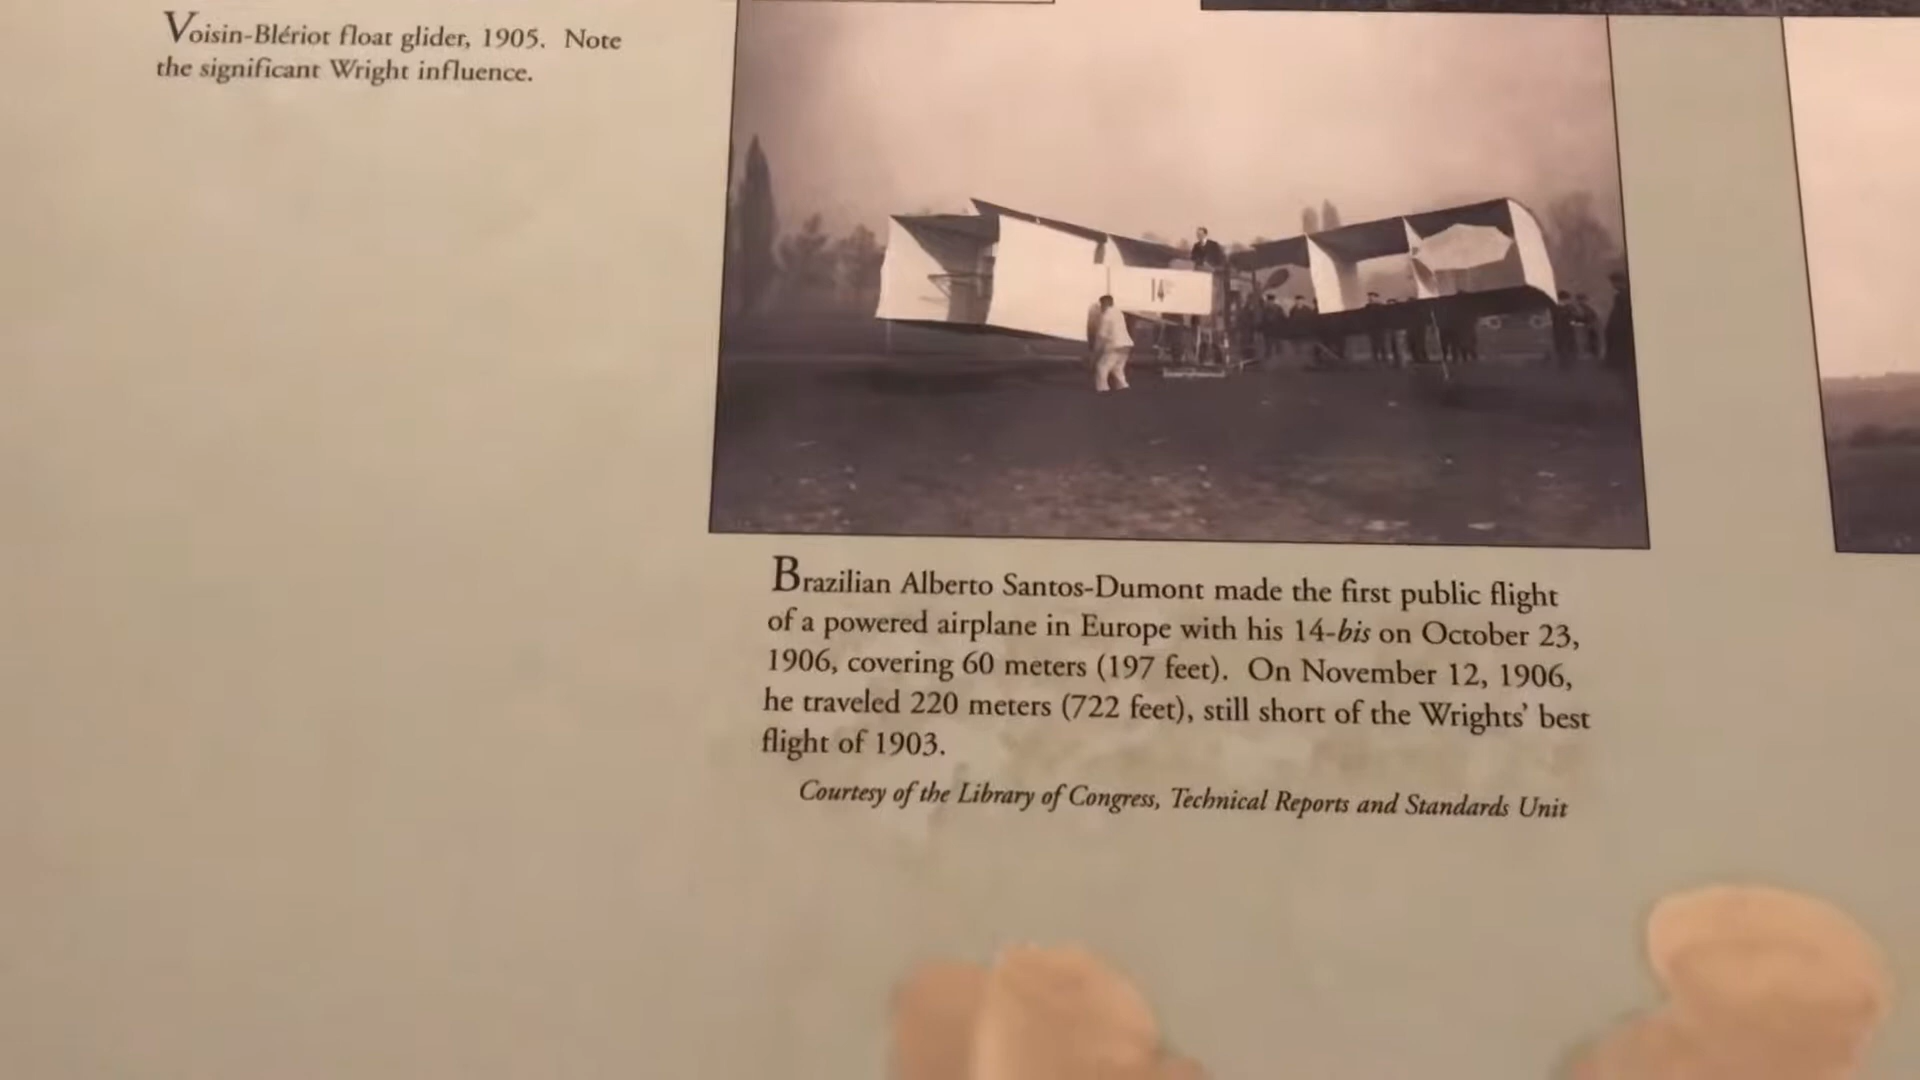 Voisin-Blériot float glider, 1905. Note
the significant Wright influence.
14
Brazilian Alberto Santos-Dumont made the first public flight
of a powered airplane in Europe with his 14-bis on October 23,
1906, covering 60 meters (197 feet). On November 12, 1906,
he traveled 220 meters (722 feet), still short of the Wrights' best
flight of 1903.
Courtesy of the Library of Congress, Technical Reports and Standards Unit